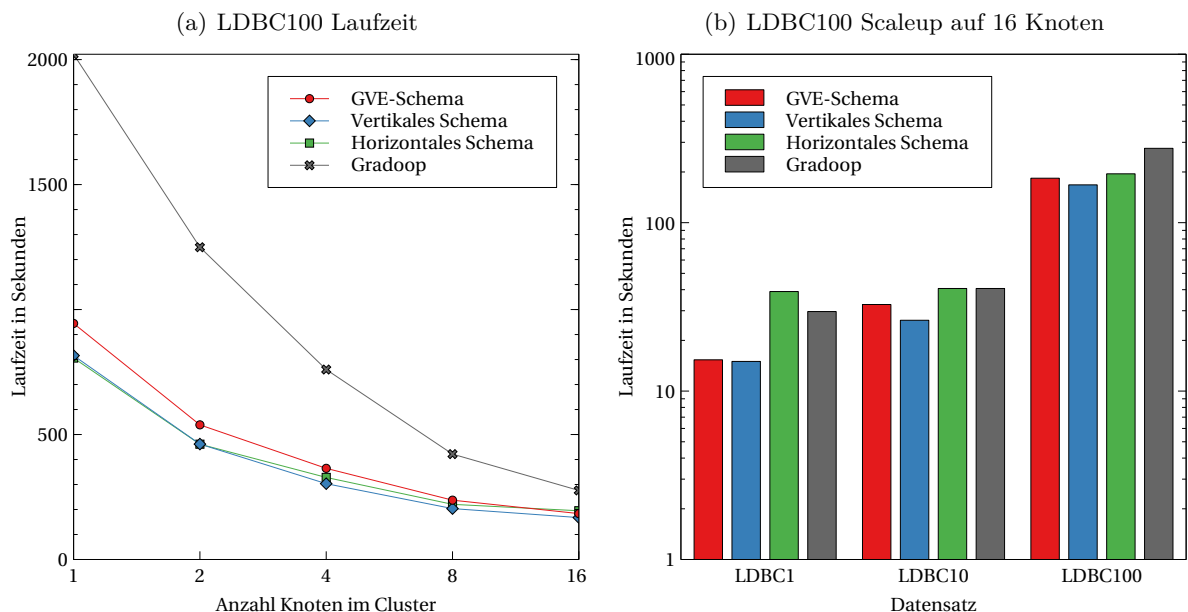 (a) LDBC100 Laufzeit
2000
1500
500
0
Laufzeit in Sekunden
GVE-Schema
Vertikales Schema
Horizontales Schema
Gradoop
1 2 4 8 16
Anzahl Knoten im Cluster
(b) LDBC100 Scaleup auf 16 Knoten
1000
100
10
1
Laufzeit in Sekunden
GVE-Schema
Vertikales Schema
Horizontales Schema
Gradoop
LDBC1 LDBC10 LDBC100
Datensatz